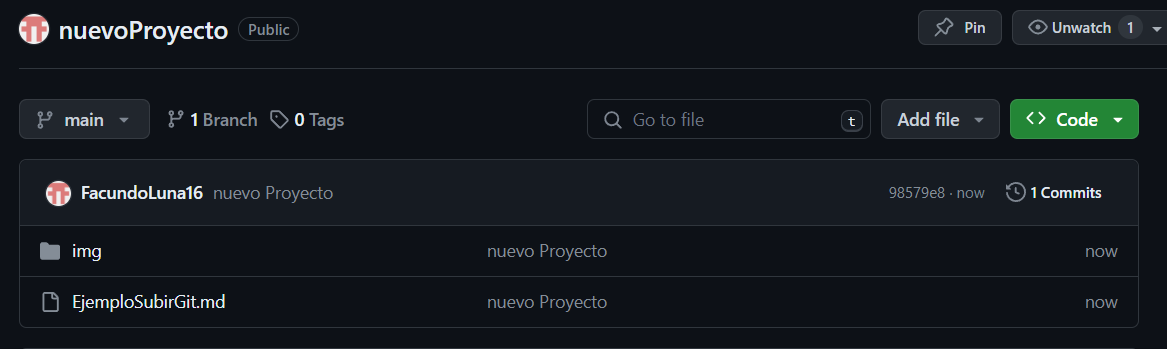 nuevoProyecto Public Pin Unwatch 1
main 1 Branch 0 Tags Go to file t Add file Code
FacundoLuna16 nuevo Proyecto 98579e8 · now 1 Commits
img nuevo Proyecto now
EjemploSubirGit.md nuevo Proyecto now